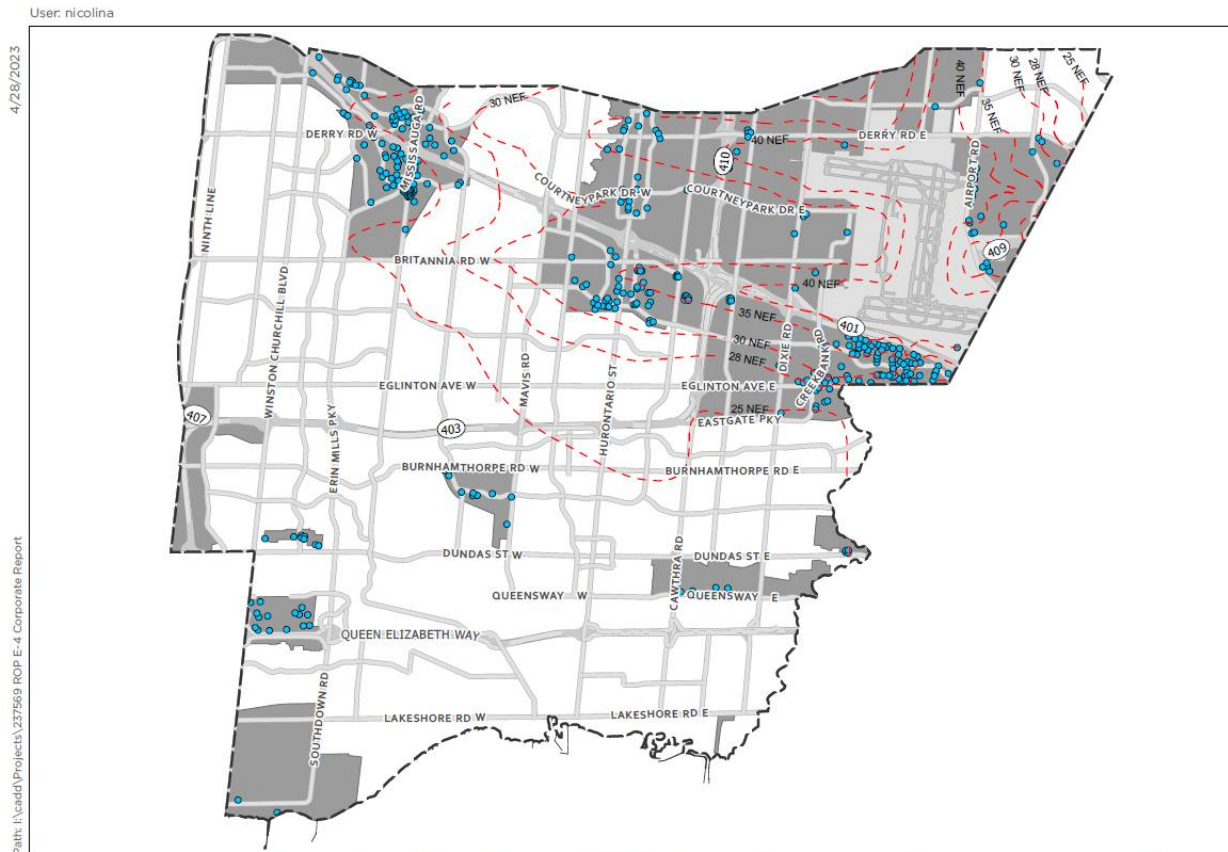 User: nicolina
4/28/2023
Path: I:\cadd\Projects\237569 ROP E-4 Corporate Report
30 NEF
40 NEF
30 NEF
28 NEF
25 NEF
35 NEF
DERRY RD W
MISSISSAUGA RD
40 NEF
DERRY RD E
410
AIRPORT RD
COURTNEYPARK DR W
COURTNEYPARK DR E
NINTH LINE
409
BRITANNIA RD W
40 NEF
WINSTON CHURCHILL BLVD
35 NEF
401
30 NEF
DIXIE RD
CREEKBANK RD
28 NEF
MAVIS RD
HURONTARIO ST
EGLINTON AVE W
EGLINTON AVE E
25 NEF
407
403
EASTGATE PKY
ERIN MILLS PKY
BURNHAMTHORPE RD W
BURNHAMTHORPE RD E
DUNDAS ST W
DUNDAS ST E
CAWTHRA RD
QUEENSWAY W
QUEENSWAY E
QUEEN ELIZABETH WAY
SOUTHDOWN RD
LAKESHORE RD W
LAKESHORE RD E